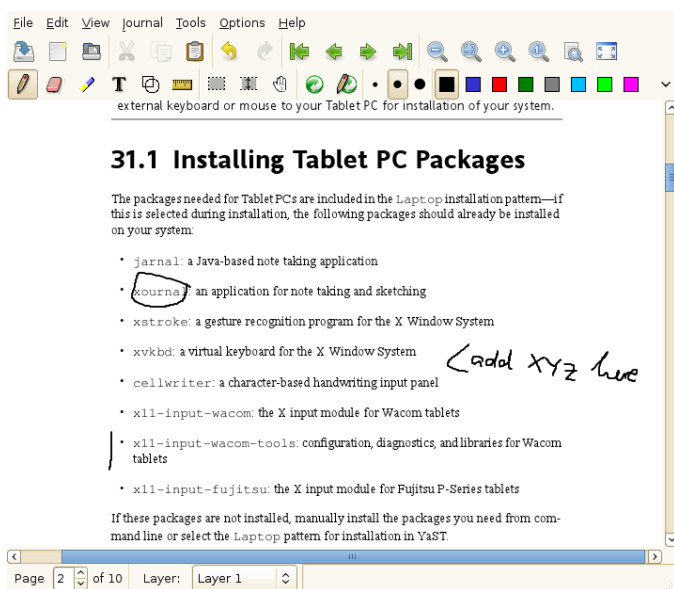 File Edit View Journal Tools Options Help
T
external keyboard or mouse to your Tablet PC for installation of your system.
31.1 Installing Tablet PC Packages
The packages needed for Tablet PCs are included in the Laptop installation pattern—if
this is selected during installation, the following packages should already be installed
on your system:
• jarnal: a Java-based note taking application
• xournal: an application for note taking and sketching
• xstroke: a gesture recognition program for the X Window System
• xvkbd: a virtual keyboard for the X Window System
<add XYZ here
• cellwriter: a character-based handwriting input panel
• x11-input-wacom: the X input module for Wacom tablets
• x11-input-wacom-tools: configuration, diagnostics, and libraries for Wacom
tablets
• x11-input-fujitsu: the X input module for Fujitsu P-Series tablets
If these packages are not installed, manually install the packages you need from com-
mand line or select the Laptop pattern for installation in YaST.
Page 2 of 10 Layer: Layer 1